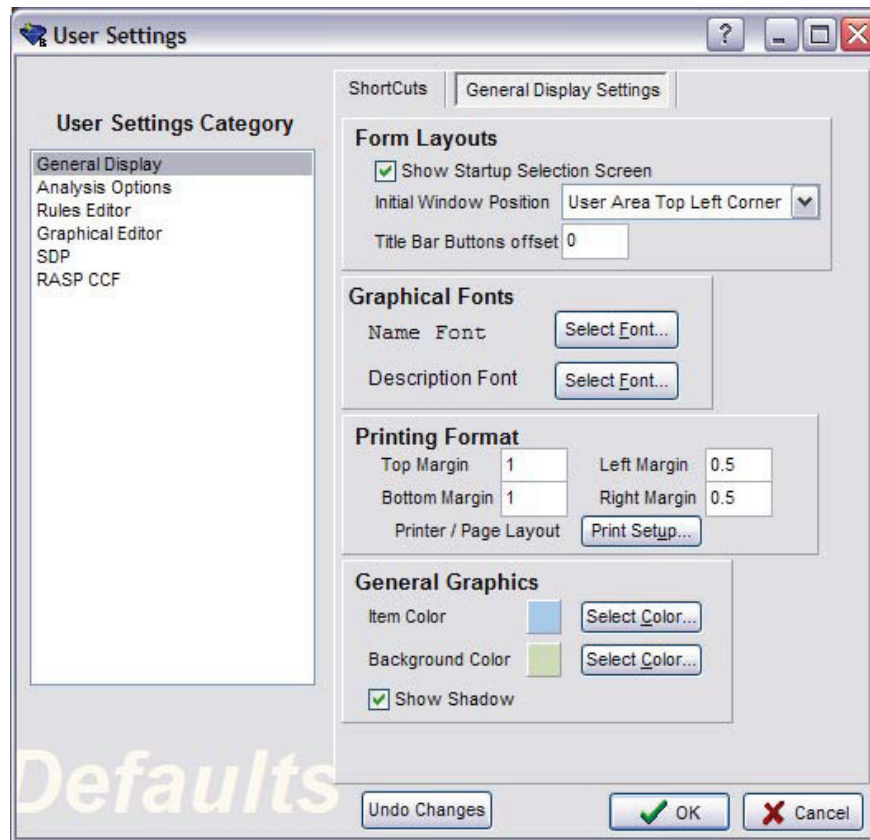 User Settings
ShortCuts
General Display Settings
User Settings Category
General Display
Analysis Options
Rules Editor
Graphical Editor
SDP
RASP CCF
Form Layouts
Show Startup Selection Screen
Initial Window Position User Area Top Left Corner
Title Bar Buttons offset 0
Graphical Fonts
Name Font Select Font...
Description Font Select Font...
Printing Format
Top Margin 1 Left Margin 0.5
Bottom Margin 1 Right Margin 0.5
Printer / Page Layout Print Setup...
General Graphics
Item Color Select Color...
Background Color Select Color...
Show Shadow
Defaults
Undo Changes
OK
Cancel